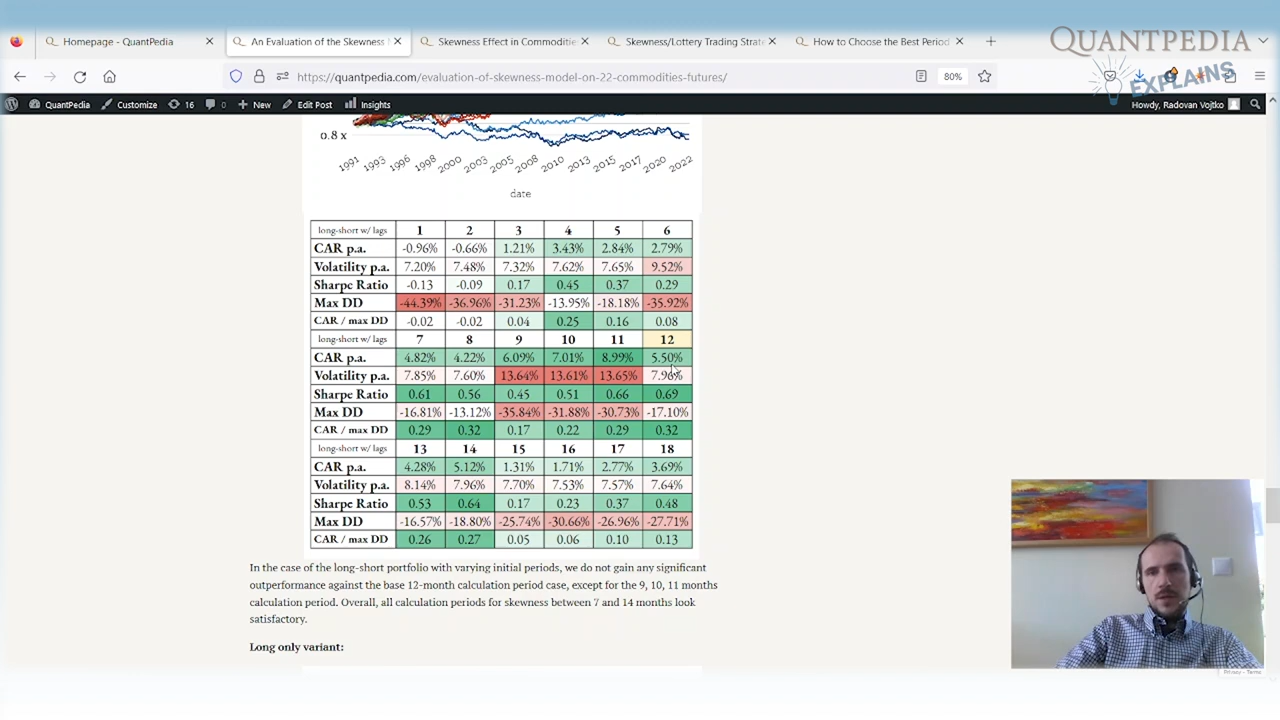 QUANTPEDIA
EXPLAINS
Homepage - QuantPedia
An Evaluation of the Skewness
Skewness Effect in Commoditie
Skewness/Lottery Trading Strate
How to Choose the Best Period
https://quantpedia.com/evaluation-of-skewness-model-on-22-commodities-futures/
80%
QuantPedia Customize 16 0 New Edit Post Insights Howdy, Radovan Vojtko
0.8 x
1991 1993 1996 1998 2000 2003 2005 2008 2010 2013 2015 2017 2020 2022
date
long-short w/ lags 1 2 3 4 5 6
CAR p.a. -0.96% -0.66% 1.21% 3.43% 2.84% 2.79%
Volatility p.a. 7.20% 7.48% 7.32% 7.62% 7.65% 9.52%
Sharpe Ratio -0.13 -0.09 0.17 0.45 0.37 0.29
Max DD -44.39% -36.96% -31.23% -13.95% -18.18% -35.92%
CAR / max DD -0.02 -0.02 0.04 0.25 0.16 0.08
long-short w/ lags 7 8 9 10 11 12
CAR p.a. 4.82% 4.22% 6.09% 7.01% 8.99% 5.50%
Volatility p.a. 7.85% 7.60% 13.64% 13.61% 13.65% 7.96%
Sharpe Ratio 0.61 0.56 0.45 0.51 0.66 0.69
Max DD -16.81% -13.12% -35.84% -31.88% -30.73% -17.10%
CAR / max DD 0.29 0.32 0.17 0.22 0.29 0.32
long-short w/ lags 13 14 15 16 17 18
CAR p.a. 4.28% 5.12% 1.31% 1.71% 2.77% 3.69%
Volatility p.a. 8.14% 7.96% 7.70% 7.53% 7.57% 7.64%
Sharpe Ratio 0.53 0.64 0.17 0.23 0.37 0.48
Max DD -16.57% -18.80% -25.74% -30.66% -26.96% -27.71%
CAR / max DD 0.26 0.27 0.05 0.06 0.10 0.13
In the case of the long-short portfolio with varying initial periods, we do not gain any significant
outperformance against the base 12-month calculation period case, except for the 9, 10, 11 months
calculation period. Overall, all calculation periods for skewness between 7 and 14 months look
satisfactory.
Long only variant:
Privacy - Terms